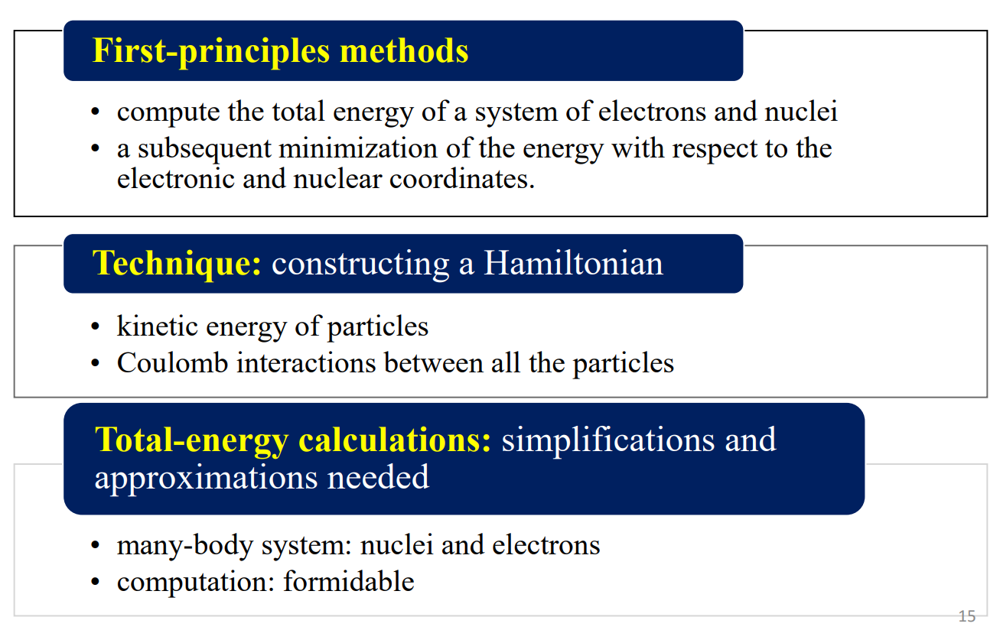 First-principles methods
• compute the total energy of a system of electrons and nuclei
• a subsequent minimization of the energy with respect to the
electronic and nuclear coordinates.
Technique: constructing a Hamiltonian
• kinetic energy of particles
• Coulomb interactions between all the particles
Total-energy calculations: simplifications and
approximations needed
• many-body system: nuclei and electrons
• computation: formidable
15